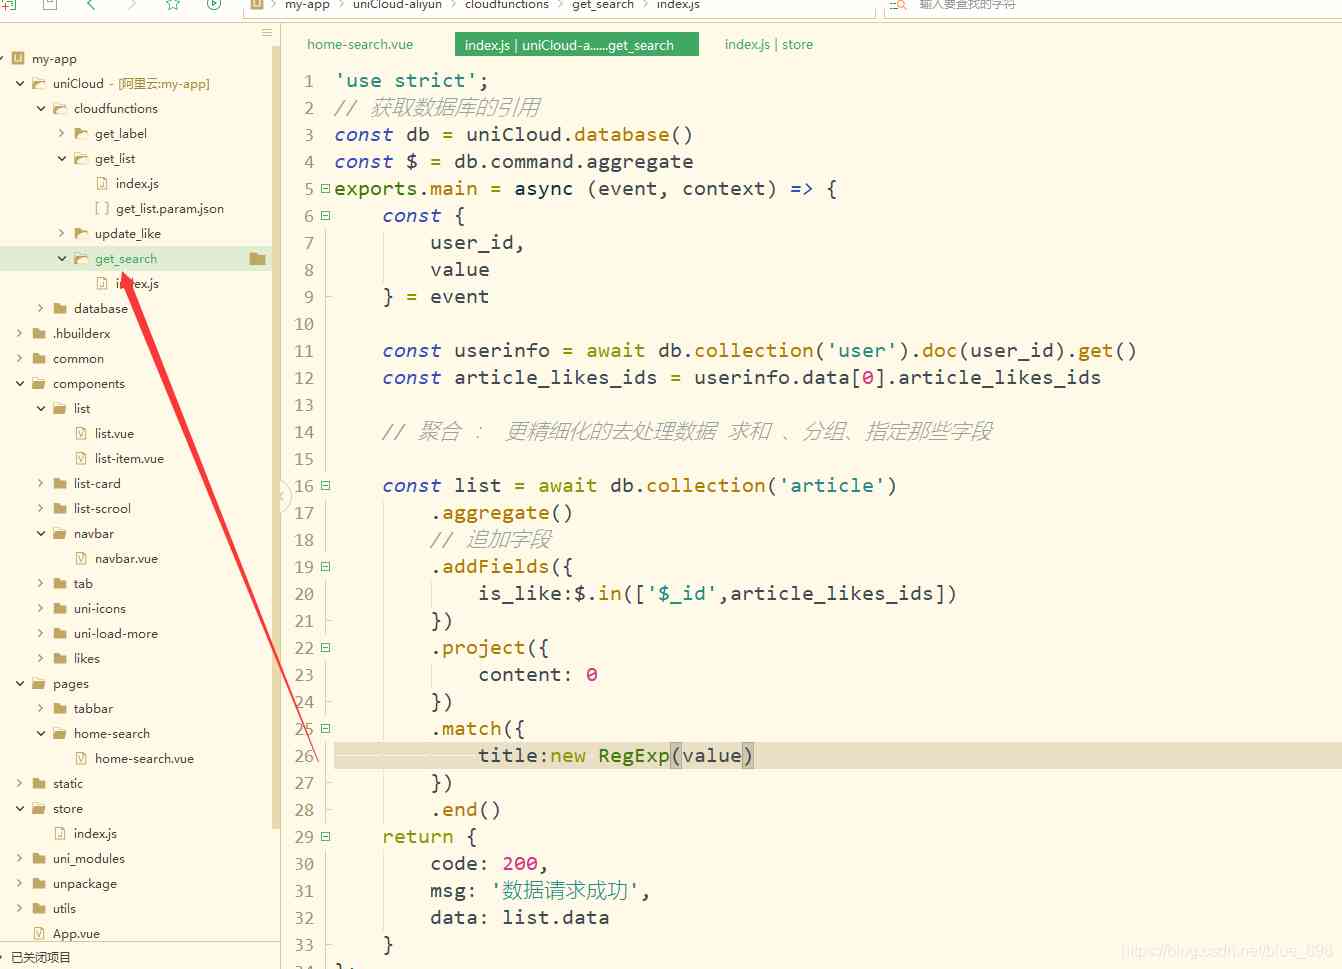 my-app > uniCloud-aliyun > cloudfunctions > get_search > index.js
输入要查找的字符
home-search.vue
index.js | uniCloud-a......get_search
index.js | store
my-app
uniCloud - [阿里云:my-app]
cloudfunctions
get_label
get_list
index.js
get_list.param.json
update_like
get_search
index.js
database
.hbuilderx
common
components
list
list.vue
list-item.vue
list-card
list-scrool
navbar
navbar.vue
tab
uni-icons
uni-load-more
likes
pages
tabbar
home-search
home-search.vue
static
store
index.js
uni_modules
unpackage
utils
App.vue
已关闭项目
1 'use strict';
2 // 获取数据库的引用
3 const db = uniCloud.database()
4 const $ = db.command.aggregate
5 exports.main = async (event, context) => {
6 const {
7 user_id,
8 value
9 } = event
10
11 const userinfo = await db.collection('user').doc(user_id).get()
12 const article_likes_ids = userinfo.data[0].article_likes_ids
13
14 // 聚合 ： 更精细化的去处理数据 求和 、分组、指定那些字段
15
16 const list = await db.collection('article')
17 .aggregate()
18 // 追加字段
19 .addFields({
20 is_like:$.in(['$_id',article_likes_ids])
21 })
22 .project({
23 content: 0
24 })
25 .match({
26 title:new RegExp(value)
27 })
28 .end()
29 return {
30 code: 200,
31 msg: '数据请求成功',
32 data: list.data
33 }